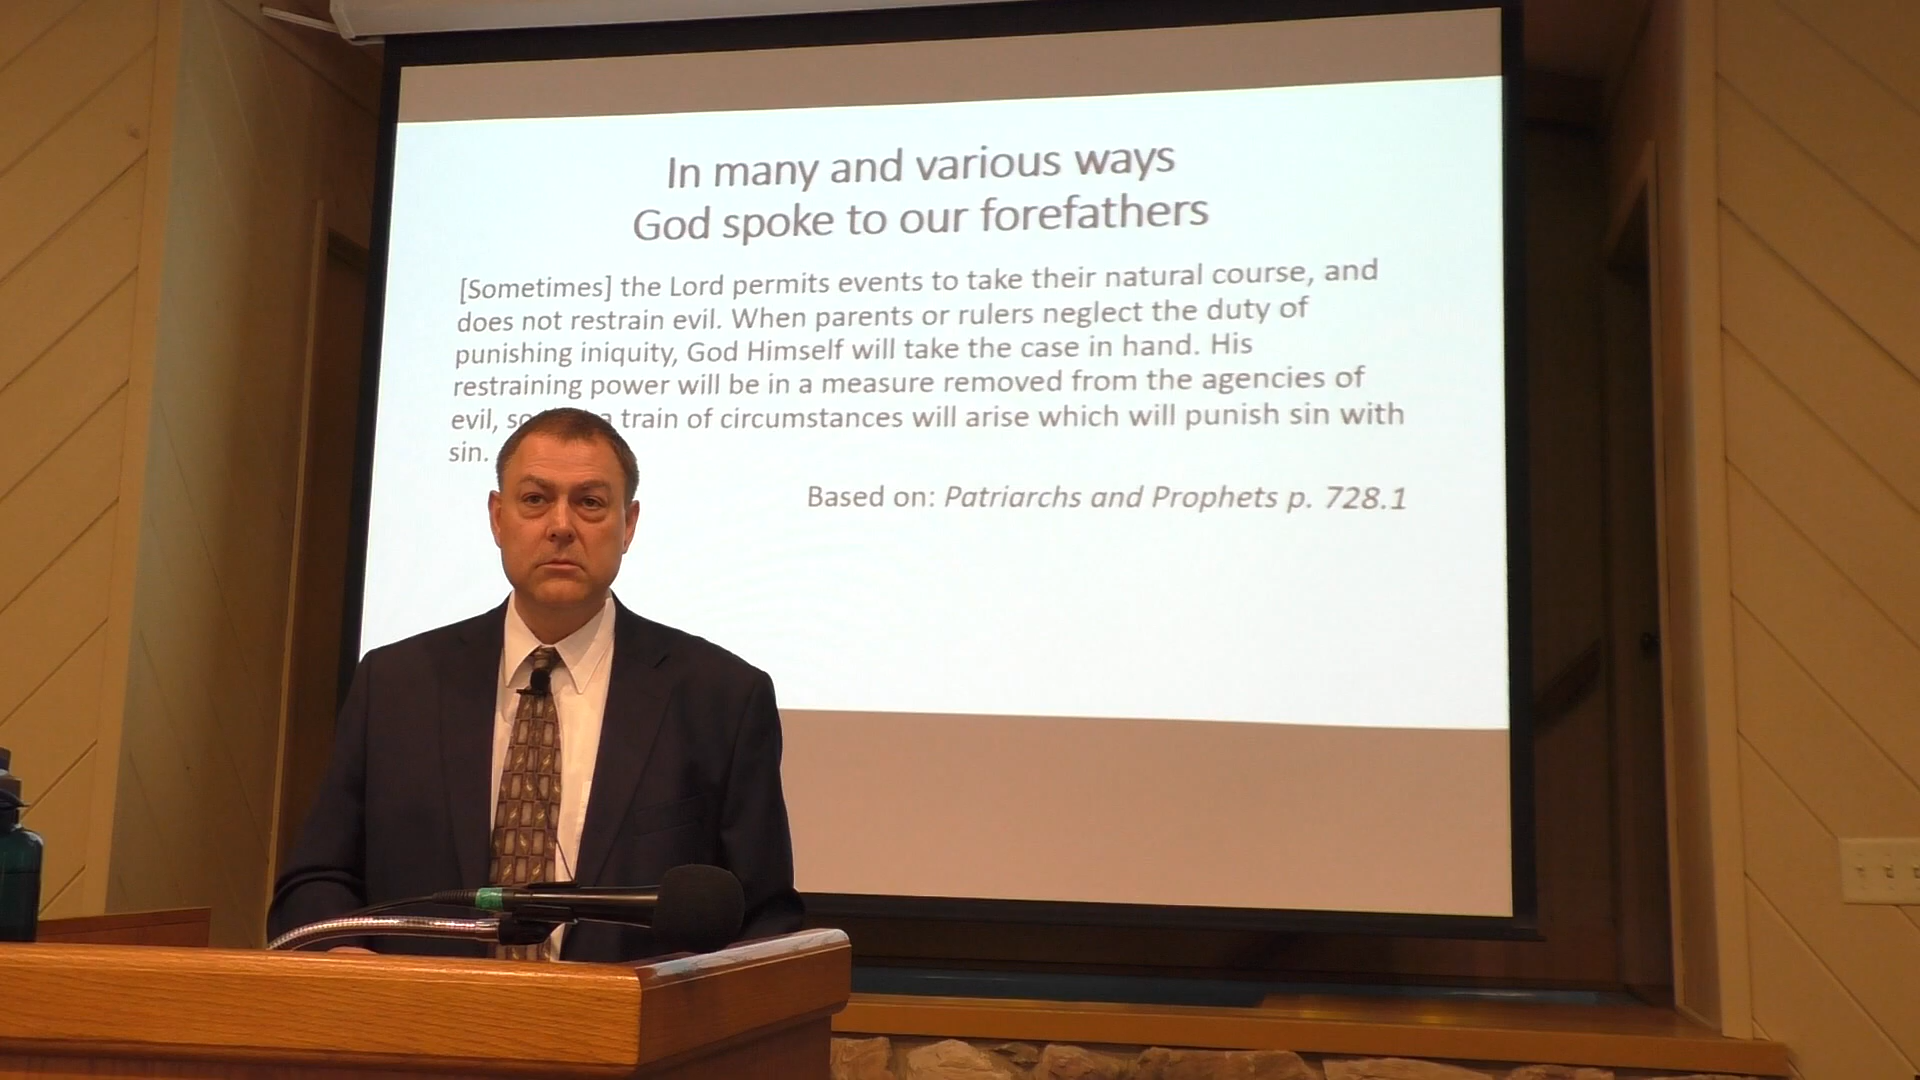 In many and various ways
God spoke to our forefathers
[Sometimes] the Lord permits events to take their natural course, and
does not restrain evil. When parents or rulers neglect the duty of
punishing iniquity, God Himself will take the case in hand. His
restraining power will be in a measure removed from the agencies of
evil, a train of circumstances will arise which will punish sin with
sin.
Based on: Patriarchs and Prophets p. 728.1